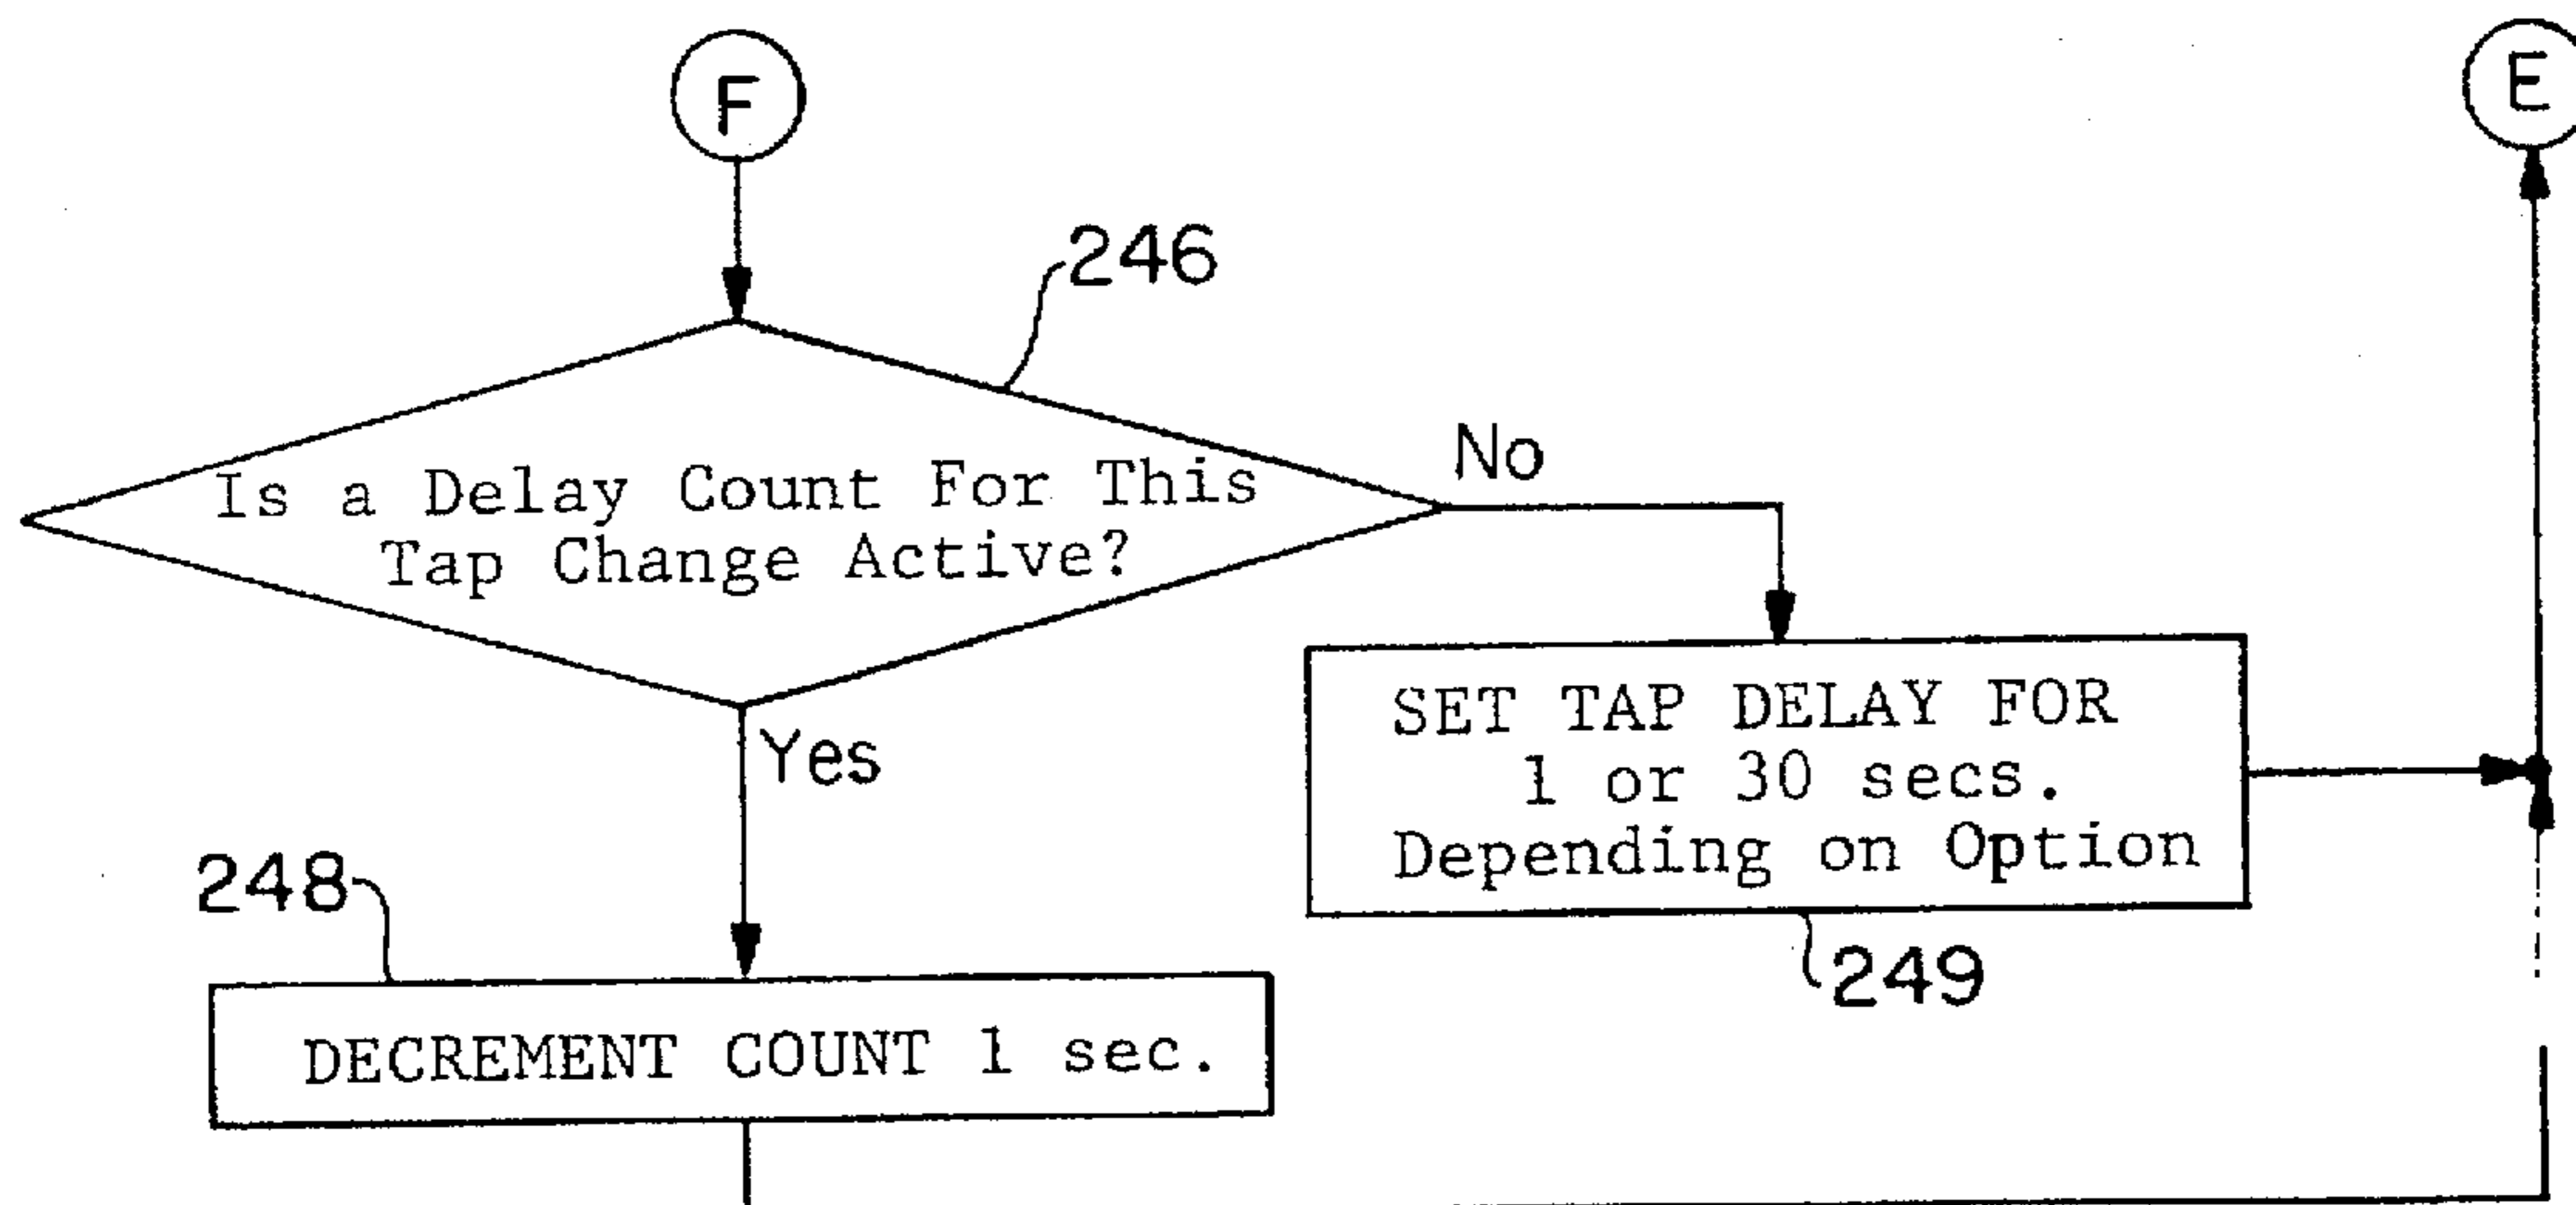 F
E
246
Is a Delay Count For This
Tap Change Active?
No
Yes
SET TAP DELAY FOR
1 or 30 secs.
Depending on Option
249
248
DECREMENT COUNT 1 sec.